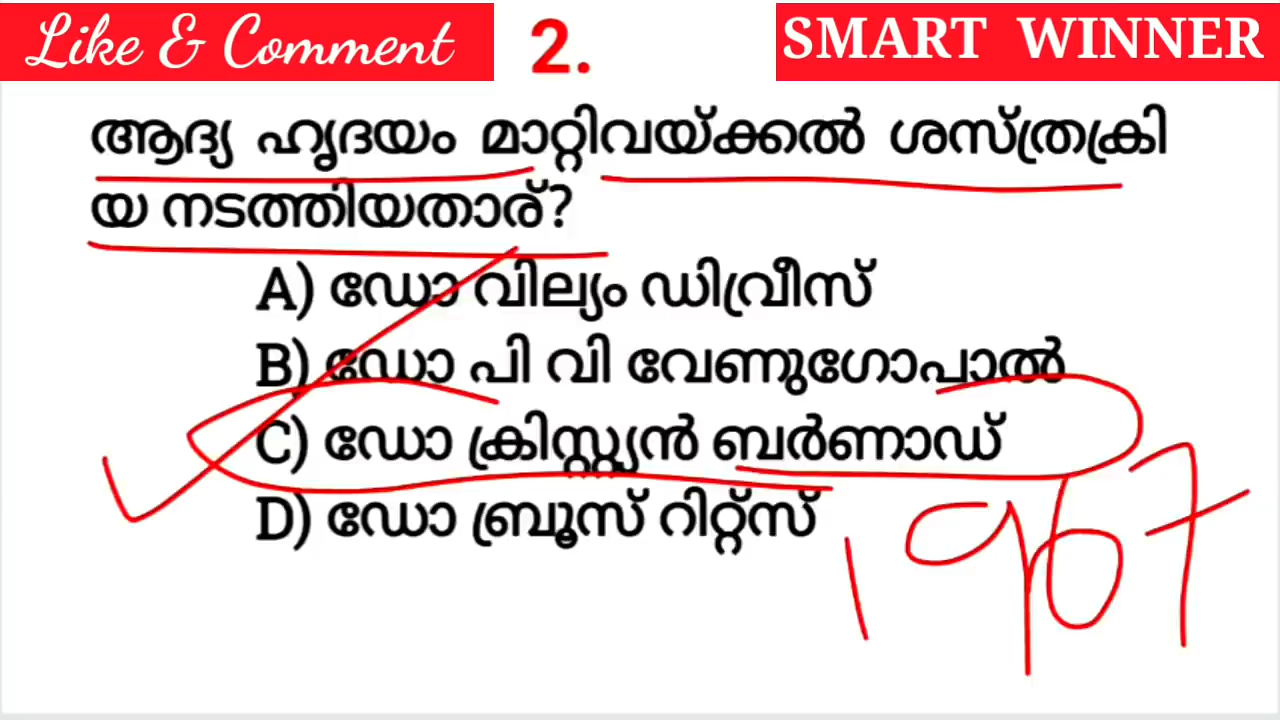 Like & Comment
2.
SMART WINNER
ആദ്യ ഹൃദയം മാറ്റിവയ്ക്കൽ ശസ്ത്രക്രി
യ നടത്തിയതാര്?
A) ഡോ വില്യം ഡിവ്രീസ്
B) ഡോ പി വി വേണുഗോപാൽ
C) ഡോ ക്രിസ്റ്റ്യൻ ബർണാഡ്
D) ഡോ ബ്രൂസ് റിറ്റ്സ്
1967